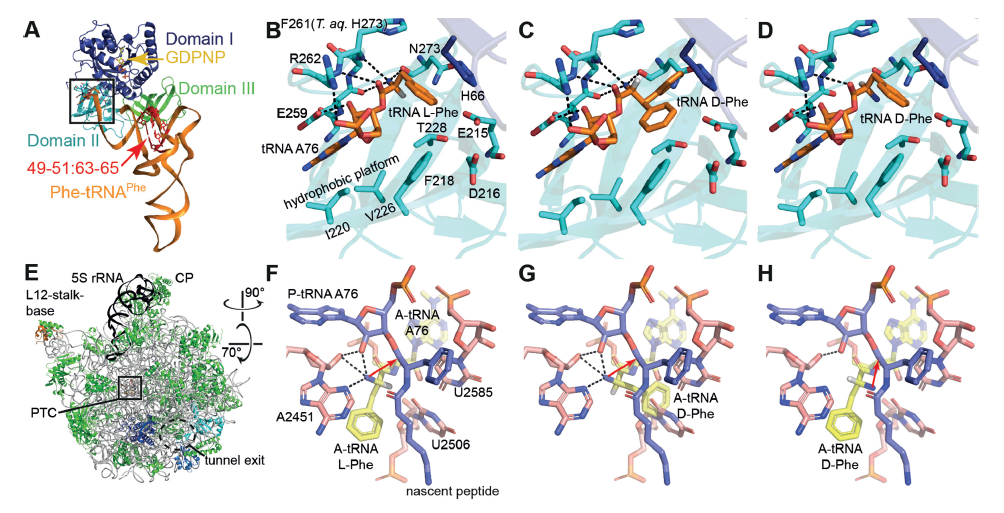 A
Domain I
GDPNP
Domain III
Domain II
49-51:63-65
Phe-tRNAPhe
B
F261(T. aq. H273)
R262
N273
H66
E259
tRNA L-Phe
T228
E215
tRNA A76
hydrophobic platform
F218
D216
V226
I220
C
tRNA D-Phe
D
tRNA D-Phe
E
5S rRNA
CP
L12-stalk-
base
90°
70°
PTC
tunnel exit
F
P-tRNA A76
A-tRNA
A76
U2585
A2451
U2506
A-tRNA
L-Phe
nascent peptide
G
A-tRNA
D-Phe
H
A-tRNA
D-Phe